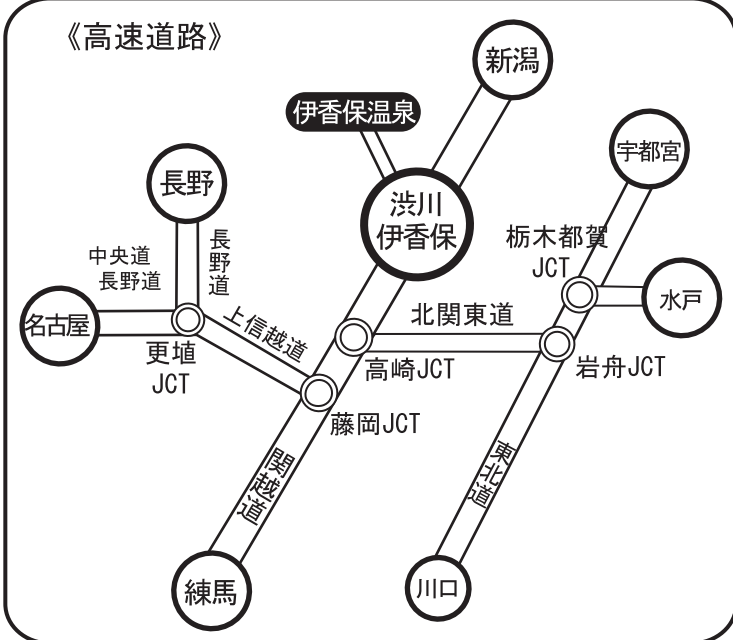 《高速道路》
新潟
伊香保温泉
宇都宮
長野
渋川
伊香保
栃木都賀
JCT
水戸
中央道
長野道
長野道
名古屋
上信越道
北関東道
更埴
JCT
高崎JCT
岩舟JCT
藤岡JCT
関越道
東北道
練馬
川口